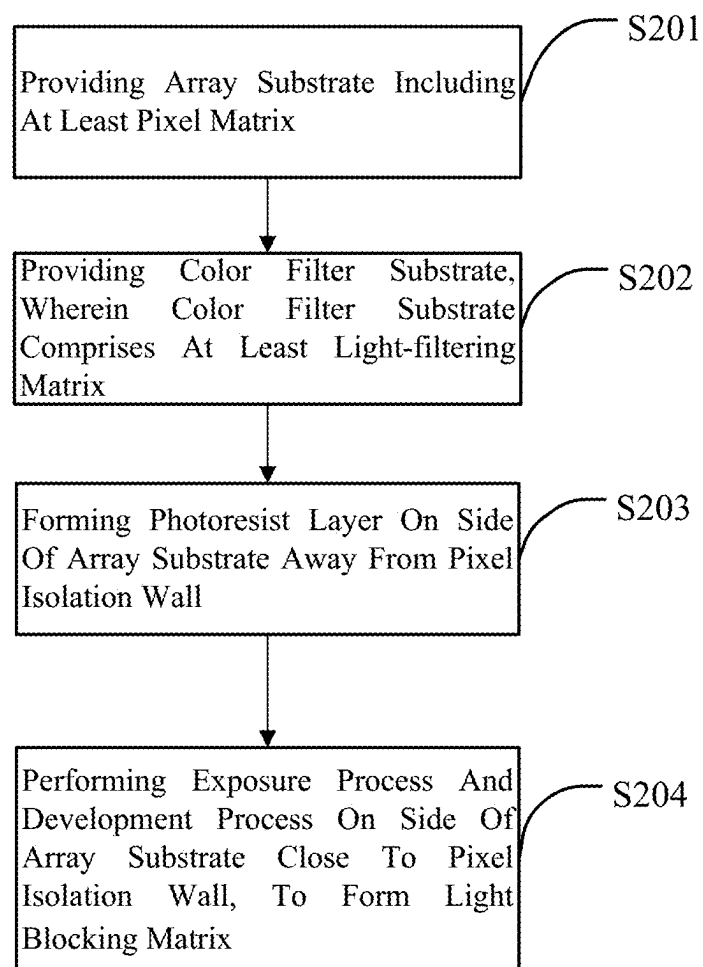 S201
Providing Array Substrate Including
At Least Pixel Matrix
S202
Providing Color Filter Substrate,
Wherein Color Filter Substrate
Comprises At Least Light-filtering
Matrix
S203
Forming Photoresist Layer On Side
Of Array Substrate Away From Pixel
Isolation Wall
S204
Performing Exposure Process And
Development Process On Side Of
Array Substrate Close To Pixel
Isolation Wall, To Form Light
Blocking Matrix